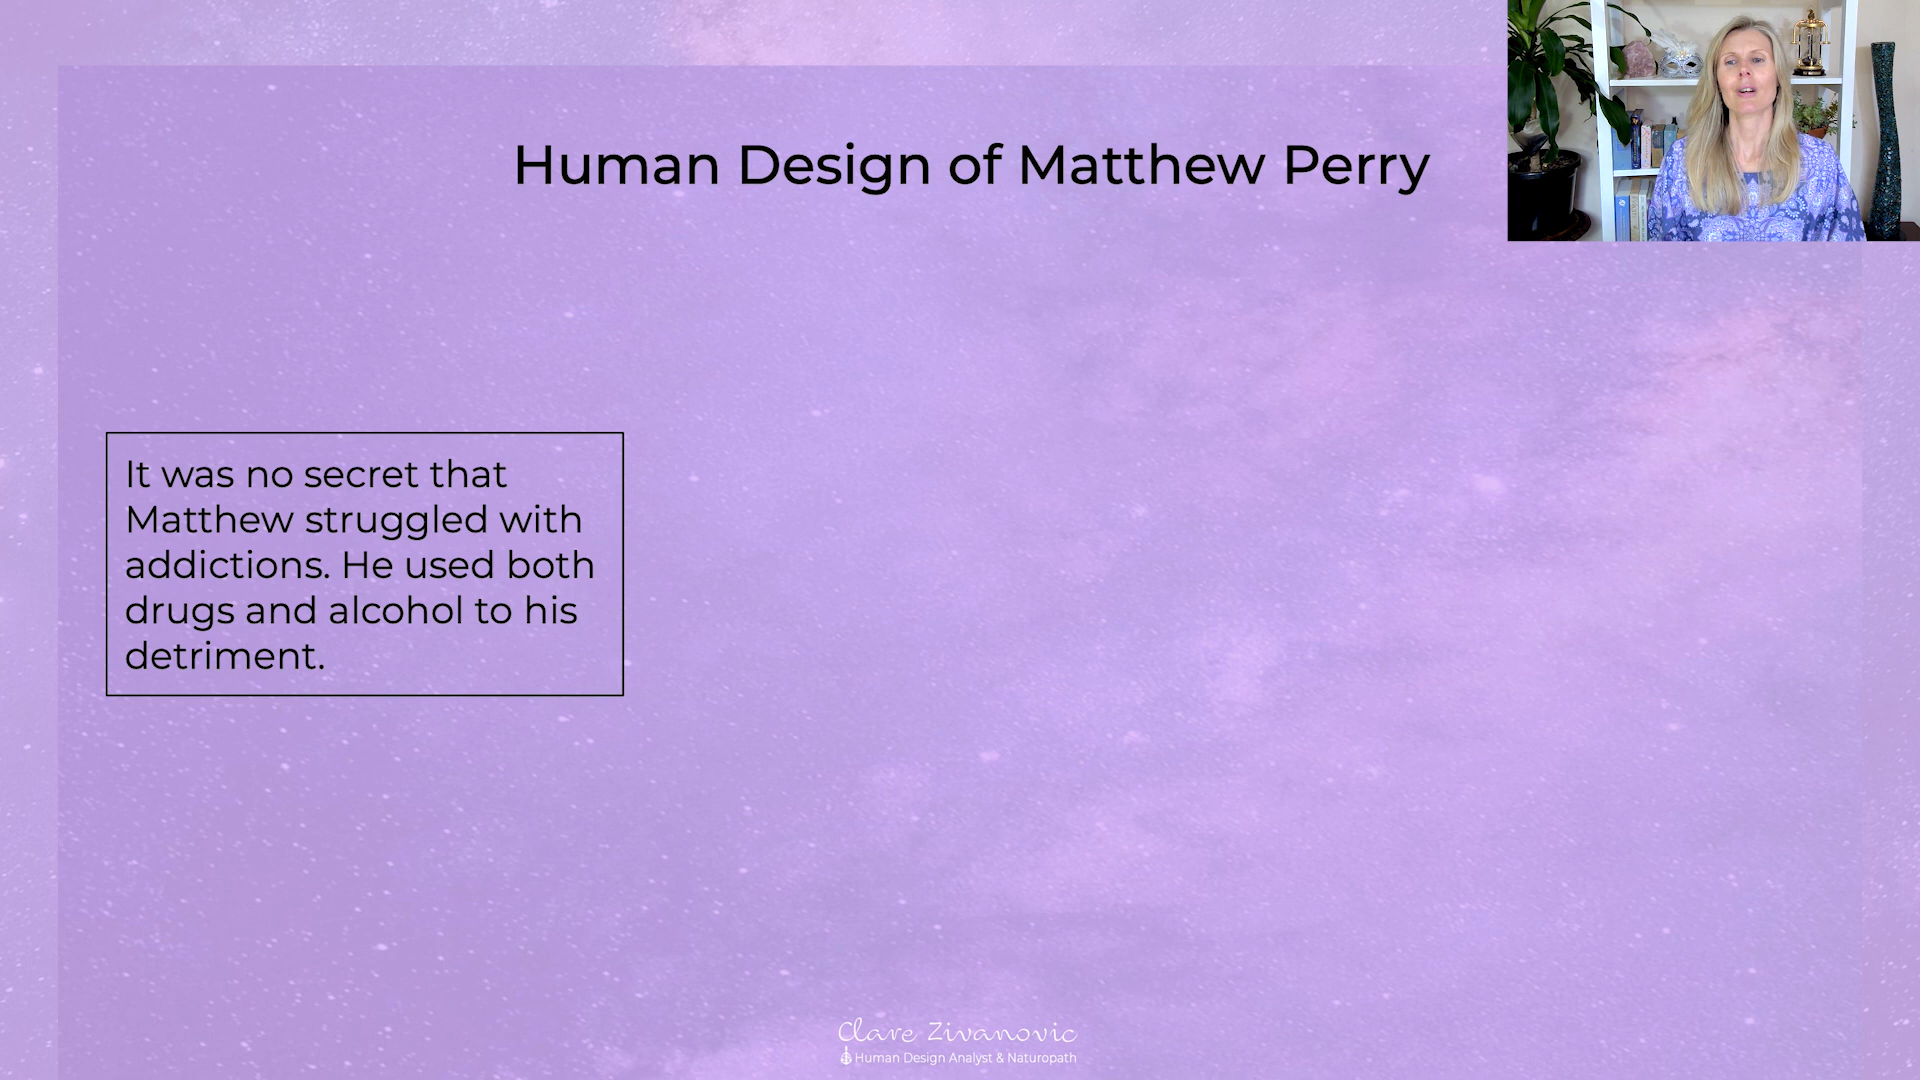 Human Design of Matthew Perry
It was no secret that
Matthew struggled with
addictions. He used both
drugs and alcohol to his
detriment.
Clare Zivanovic
Human Design Analyst & Naturopath